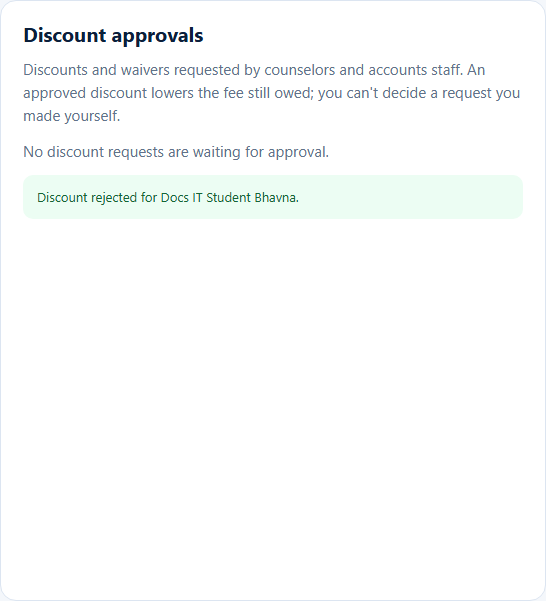 Discount approvals
Discounts and waivers requested by counselors and accounts staff. An
approved discount lowers the fee still owed; you can't decide a request you
made yourself.
No discount requests are waiting for approval.
Discount rejected for Docs IT Student Bhavna.